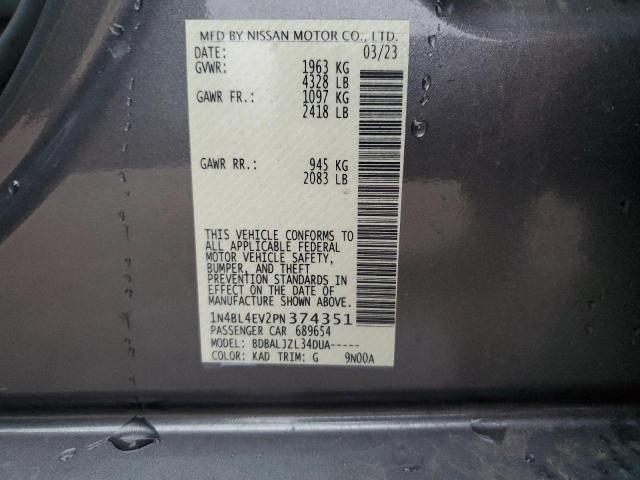 MFD BY NISSAN MOTOR CO., LTD.
DATE: 03/23
GVWR: 1963 KG
4328 LB
GAWR FR.: 1097 KG
2418 LB
GAWR RR.: 945 KG
2083 LB
THIS VEHICLE CONFORMS TO
ALL APPLICABLE FEDERAL
MOTOR VEHICLE SAFETY,
BUMPER, AND THEFT
PREVENTION STANDARDS IN
EFFECT ON THE DATE OF
MANUFACTURE SHOWN ABOVE.
1N4BL4EV2PN374351
PASSENGER CAR 689654
MODEL: BDBALJZL34DUA-----
COLOR: KAD TRIM: G 9N00A